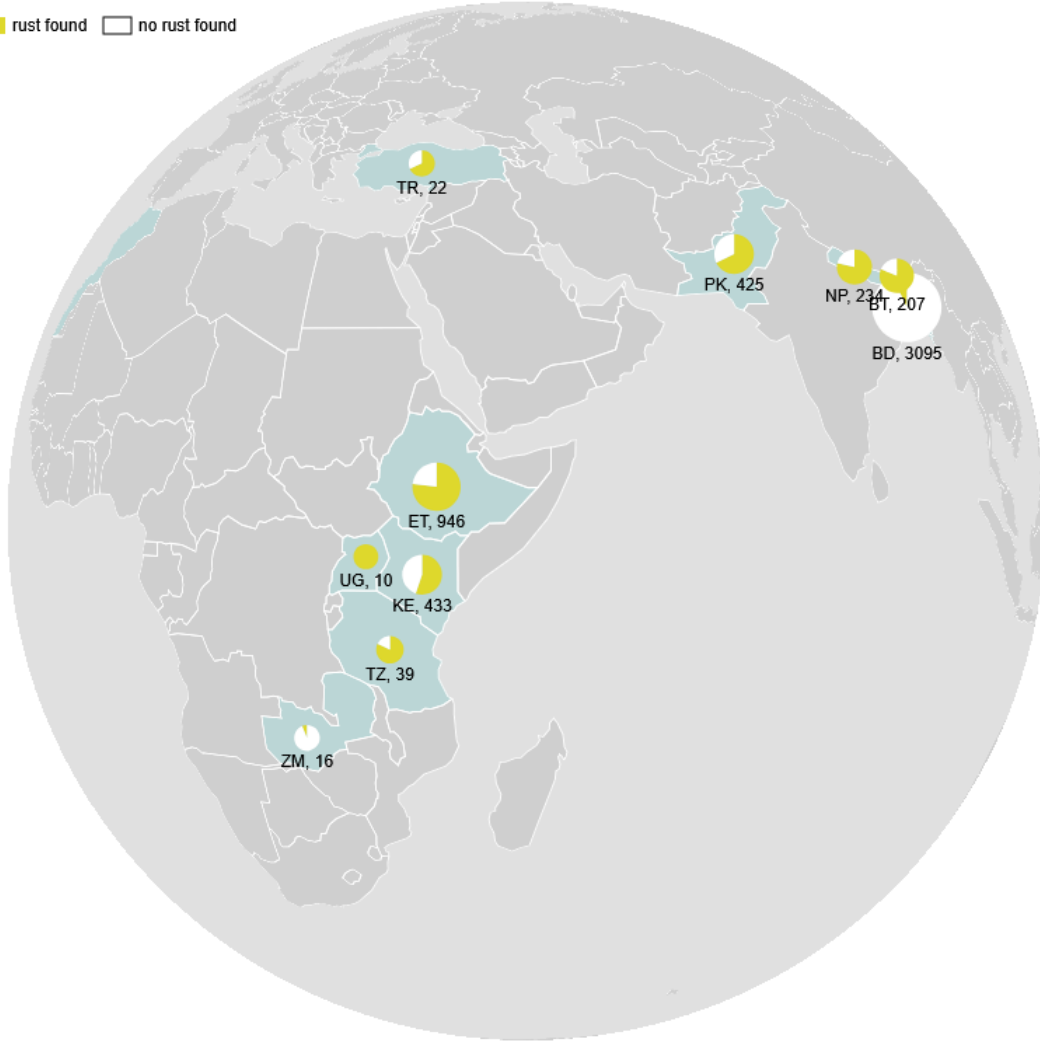 rust found no rust found
TR, 22
PK, 425
NP, 234
BT, 207
BD, 3095
ET, 946
UG, 10
KE, 433
TZ, 39
ZM, 16